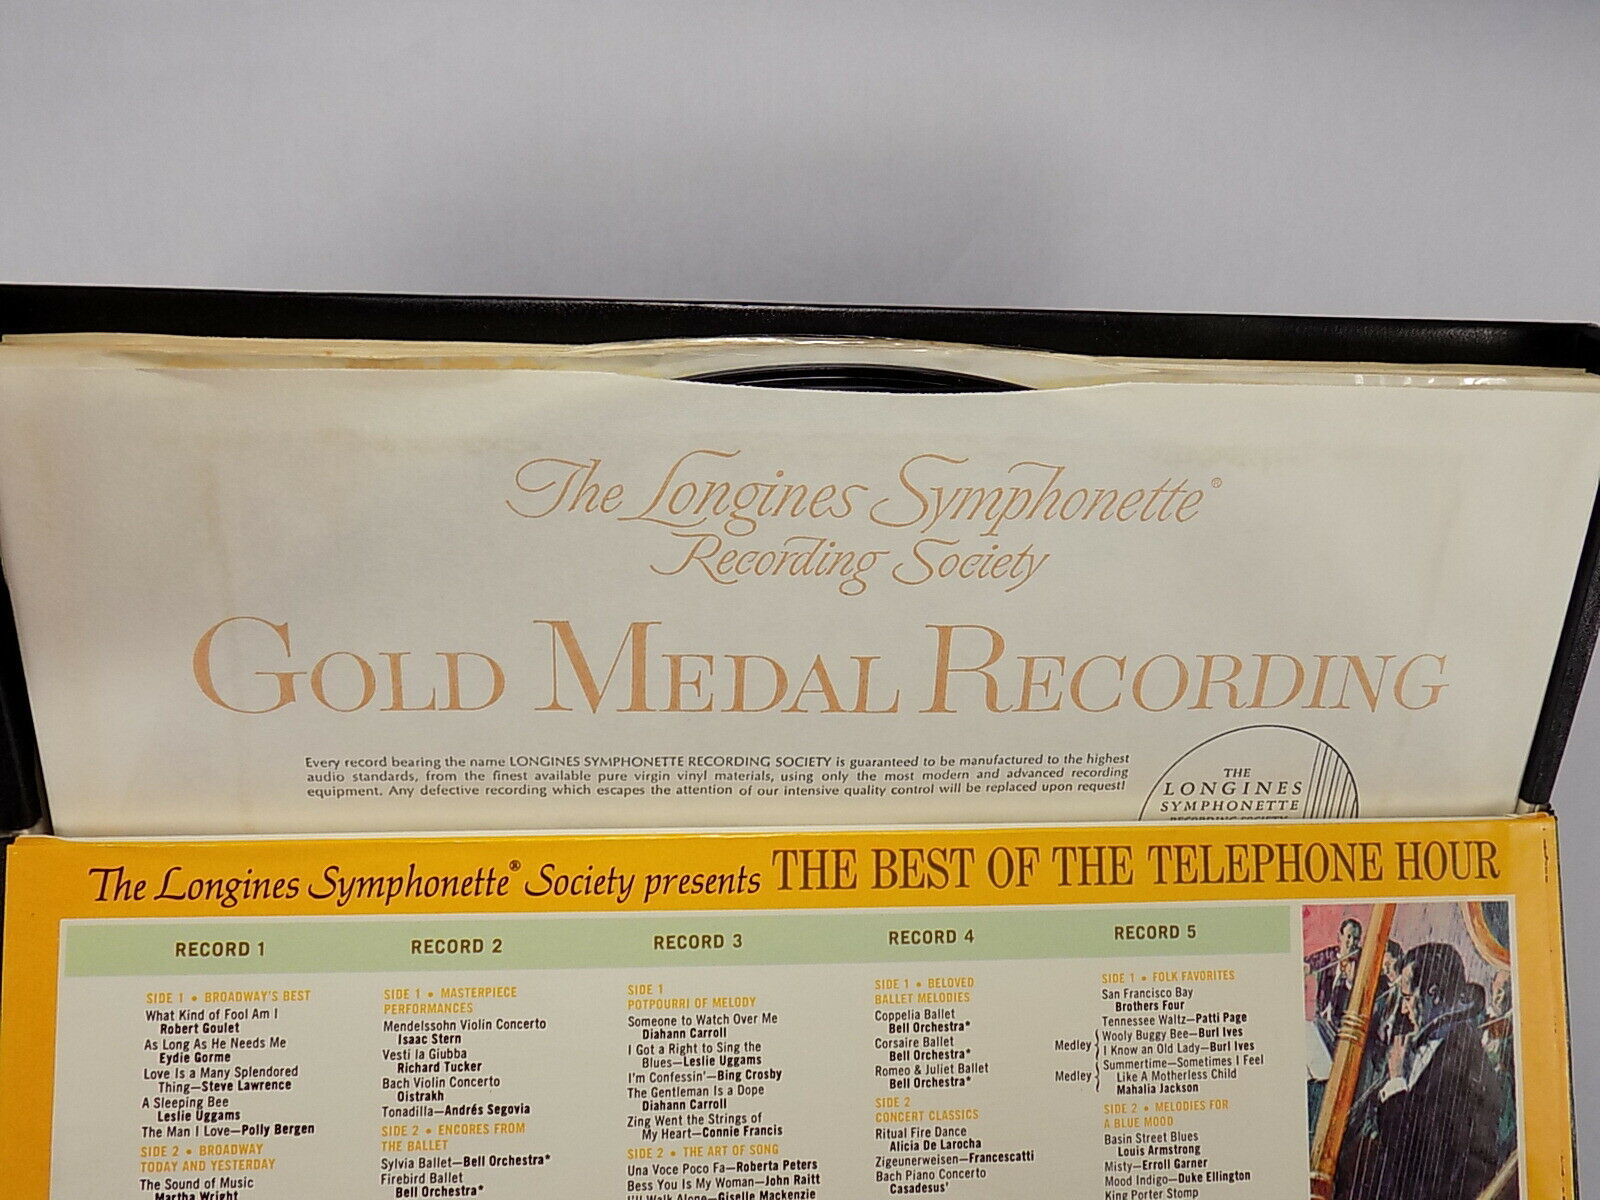 The Longines Symphonette®
Recording Society
GOLD MEDAL RECORDING
Every record bearing the name LONGINES SYMPHONETTE RECORDING SOCIETY is guaranteed to be manufactured to the highest
audio standards, from the finest available pure virgin vinyl materials, using only the most modern and advanced recording
equipment. Any defective recording which escapes the attention of our intensive quality control will be replaced upon request!
THE
LONGINES
SYMPHONETTE
RECORDING SOCIETY
The Longines Symphonette® Society presents THE BEST OF THE TELEPHONE HOUR
RECORD 1
SIDE 1 • BROADWAY'S BEST
What Kind of Fool Am I
Robert Goulet
As Long As He Needs Me
Eydie Gorme
Love Is a Many Splendored
Thing—Steve Lawrence
A Sleeping Bee
Leslie Uggams
The Man I Love—Polly Bergen
SIDE 2 • BROADWAY
TODAY AND YESTERDAY
The Sound of Music
Martha Wright
RECORD 2
SIDE 1 • MASTERPIECE
PERFORMANCES
Mendelssohn Violin Concerto
Isaac Stern
Vesti la Giubba
Richard Tucker
Bach Violin Concerto
Oistrakh
Tonadilla—Andrés Segovia
SIDE 2 • ENCORES FROM
THE BALLET
Sylvia Ballet—Bell Orchestra*
Firebird Ballet
Bell Orchestra*
RECORD 3
SIDE 1
POTPOURRI OF MELODY
Someone to Watch Over Me
Diahann Carroll
I Got a Right to Sing the
Blues—Leslie Uggams
I'm Confessin'—Bing Crosby
The Gentleman Is a Dope
Diahann Carroll
Zing Went the Strings of
My Heart—Connie Francis
SIDE 2 • THE ART OF SONG
Una Voce Poco Fa—Roberta Peters
Bess You Is My Woman—John Raitt
I'll Walk Alone—Giselle Mackenzie
RECORD 4
SIDE 1 • BELOVED
BALLET MELODIES
Coppelia Ballet
Bell Orchestra*
Corsaire Ballet
Bell Orchestra*
Romeo & Juliet Ballet
Bell Orchestra*
SIDE 2
CONCERT CLASSICS
Ritual Fire Dance
Alicia De Larocha
Zigeunerweisen—Francescatti
Bach Piano Concerto
Casadesus'
RECORD 5
SIDE 1 • FOLK FAVORITES
San Francisco Bay
Brothers Four
Tennessee Waltz—Patti Page
Wooly Buggy Bee—Burl Ives
Medley
I Know an Old Lady—Burl Ives
Summertime—Sometimes I Feel
Medley
Like A Motherless Child
Mahalia Jackson
SIDE 2 • MELODIES FOR
A BLUE MOOD
Basin Street Blues
Louis Armstrong
Misty—Erroll Garner
Mood Indigo—Duke Ellington
King Porter Stomp